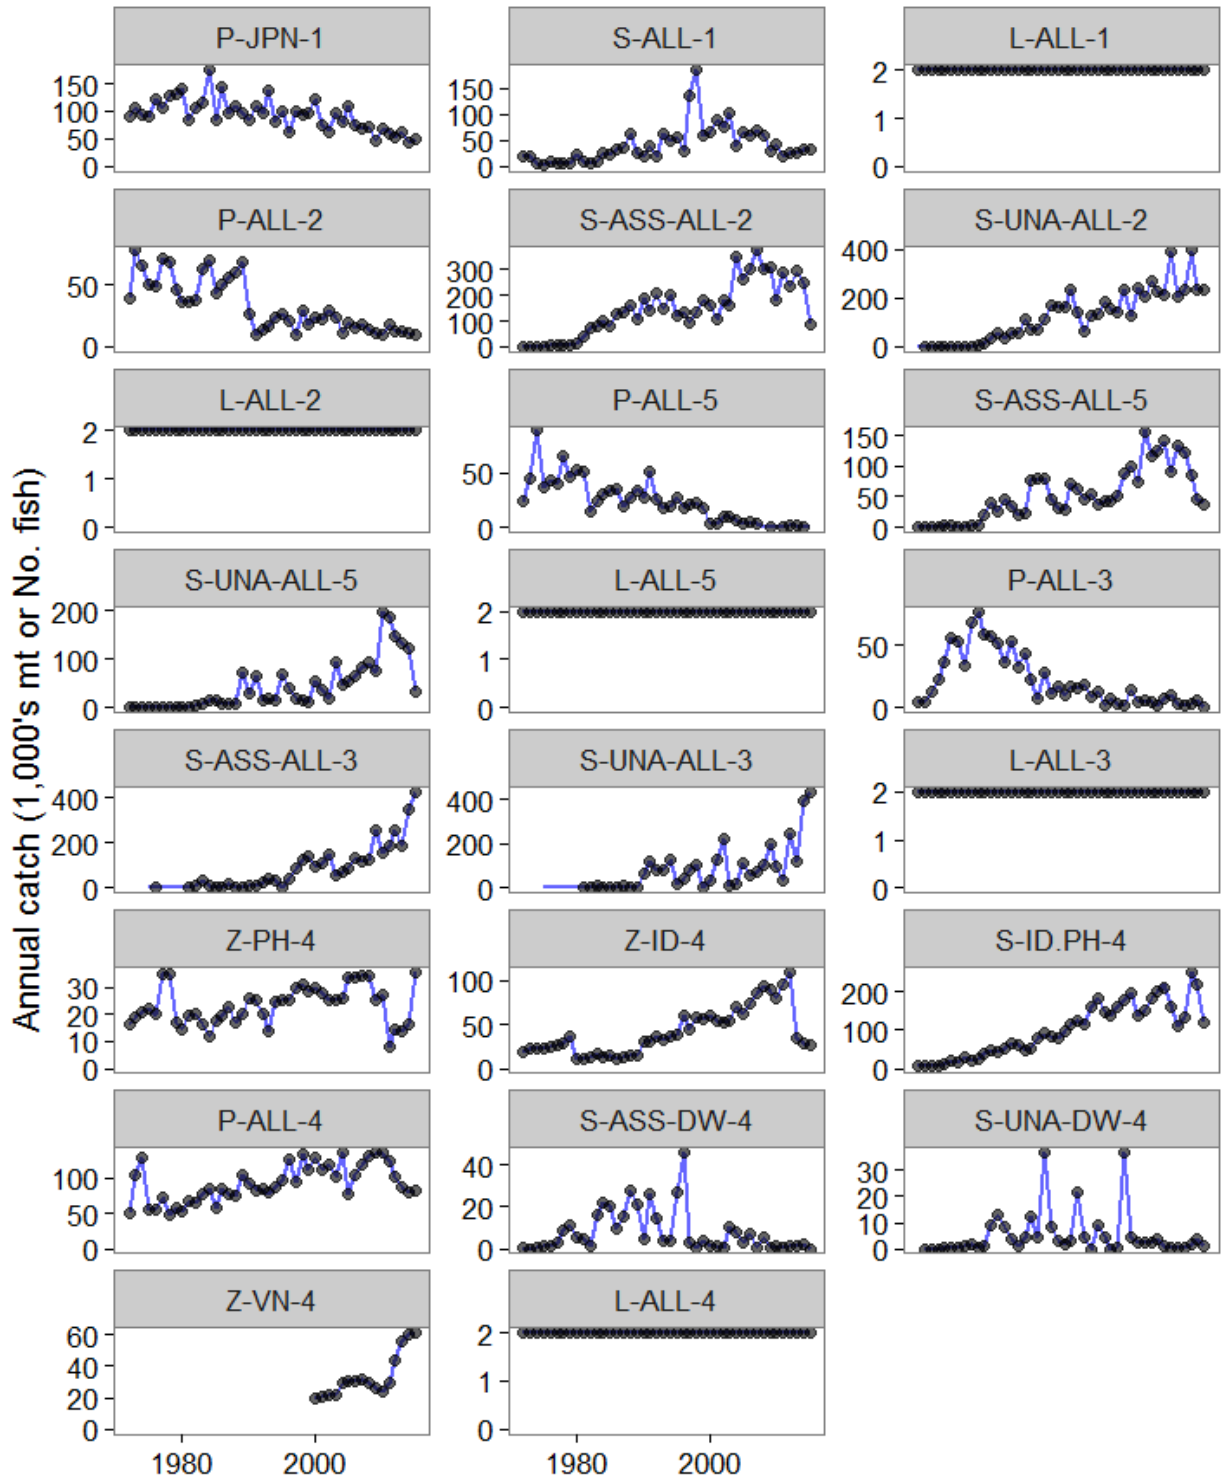 P-JPN-1 S-ALL-1 L-ALL-1
150 100 50 0
150 100 50 0
2 1 0
P-ALL-2 S-ASS-ALL-2 S-UNA-ALL-2
50 0
300 200 100 0
400 200 0
L-ALL-2 P-ALL-5 S-ASS-ALL-5
2 1 0
50 0
150 100 50 0
S-UNA-ALL-5 L-ALL-5 P-ALL-3
200 100 0
2 1 0
50 0
S-ASS-ALL-3 S-UNA-ALL-3 L-ALL-3
400 200 0
400 200 0
2 1 0
Z-PH-4 Z-ID-4 S-ID.PH-4
30 20 10 0
100 50 0
200 100 0
P-ALL-4 S-ASS-DW-4 S-UNA-DW-4
100 50 0
40 20 0
30 20 10 0
Z-VN-4 L-ALL-4
60 40 20 0
2 1 0
1980 2000 1980 2000
Annual catch (1,000's mt or No. fish)